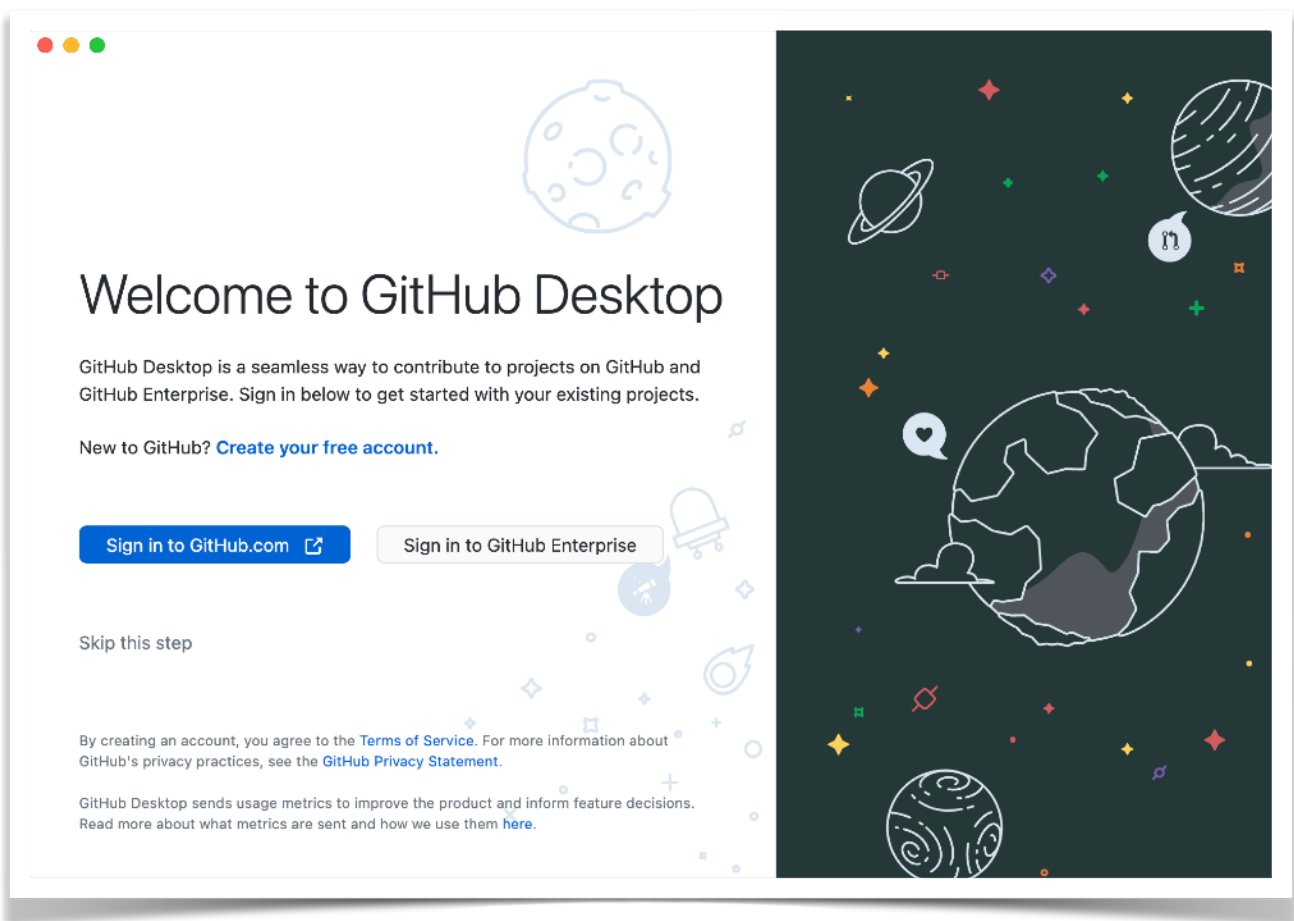 Welcome to GitHub Desktop
GitHub Desktop is a seamless way to contribute to projects on GitHub and
GitHub Enterprise. Sign in below to get started with your existing projects.
New to GitHub? Create your free account.
Sign in to GitHub.com
Sign in to GitHub Enterprise
Skip this step
By creating an account, you agree to the Terms of Service. For more information about
GitHub's privacy practices, see the GitHub Privacy Statement.
GitHub Desktop sends usage metrics to improve the product and inform feature decisions.
Read more about what metrics are sent and how we use them here.